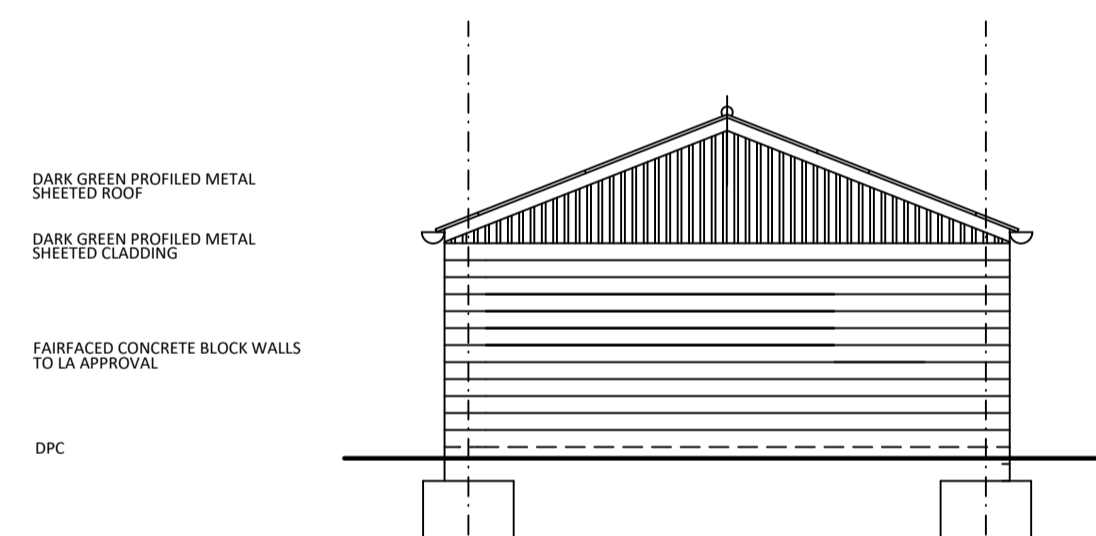 DARK GREEN PROFILED METAL
SHEETED ROOF
DARK GREEN PROFILED METAL
SHEETED CLADDING
FAIRFACED CONCRETE BLOCK WALLS
TO LA APPROVAL
DPC